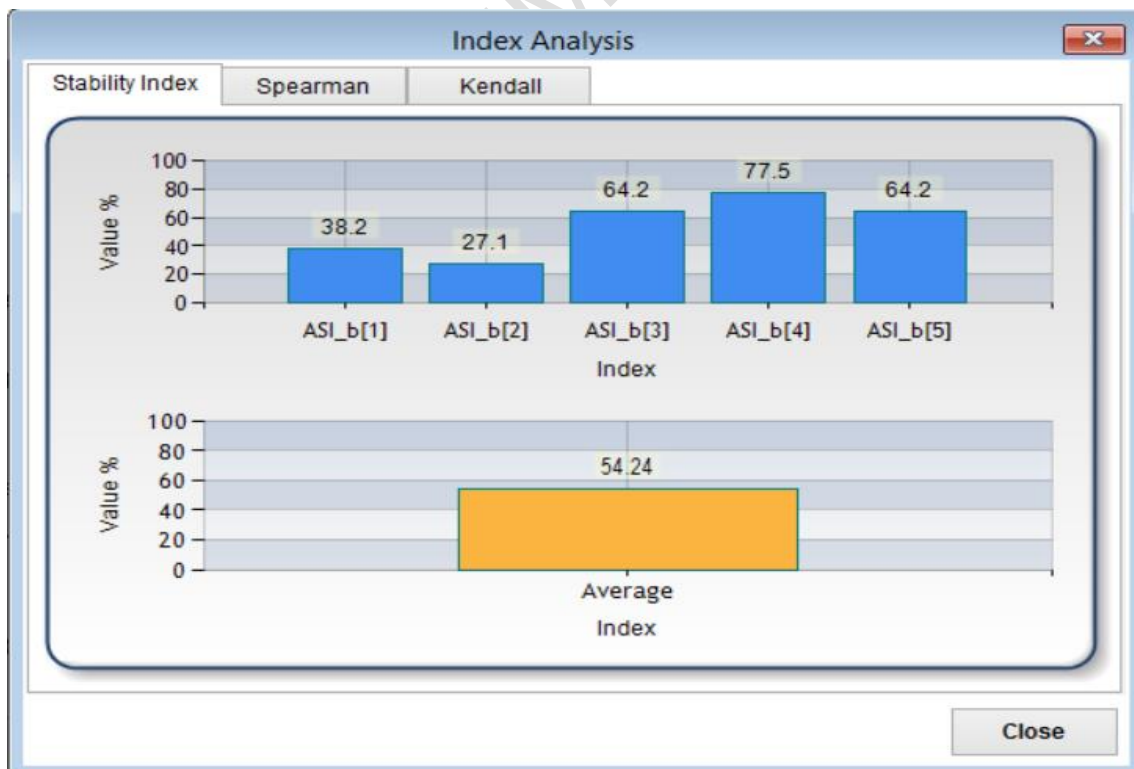 Index Analysis
Stability Index Spearman Kendall
100
80
60
40
20
0
Value %
38.2 27.1 64.2 77.5 64.2
ASI_b[1] ASI_b[2] ASI_b[3] ASI_b[4] ASI_b[5]
Index
100
80
60
40
20
0
Value %
54.24
Average
Index
Close